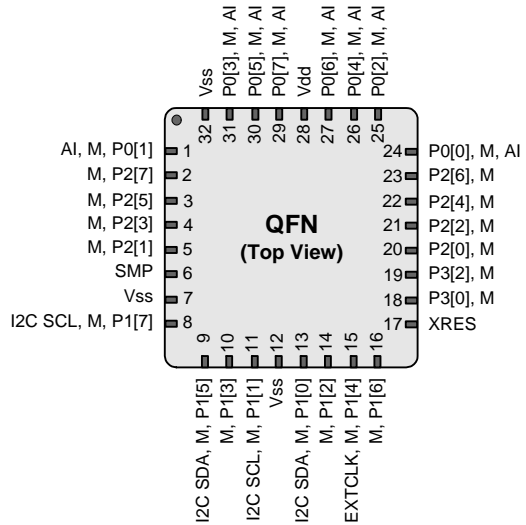 Vss
P0[3], M, AI
P0[5], M, AI
P0[7], M, AI
Vdd
P0[6], M, AI
P0[4], M, AI
P0[2], M, AI
32
31
30
29
28
27
26
25
AI, M, P0[1]
1
M, P2[7]
2
M, P2[5]
3
M, P2[3]
4
M, P2[1]
5
SMP
6
Vss
7
I2C SCL, M, P1[7]
8
QFN
(Top View)
24
P0[0], M, AI
23
P2[6], M
22
P2[4], M
21
P2[2], M
20
P2[0], M
19
P3[2], M
18
P3[0], M
17
XRES
9
10
11
12
13
14
15
16
I2C SDA, M, P1[5]
M, P1[3]
I2C SCL, M, P1[1]
Vss
I2C SDA, M, P1[0]
M, P1[2]
EXTCLK, M, P1[4]
M, P1[6]